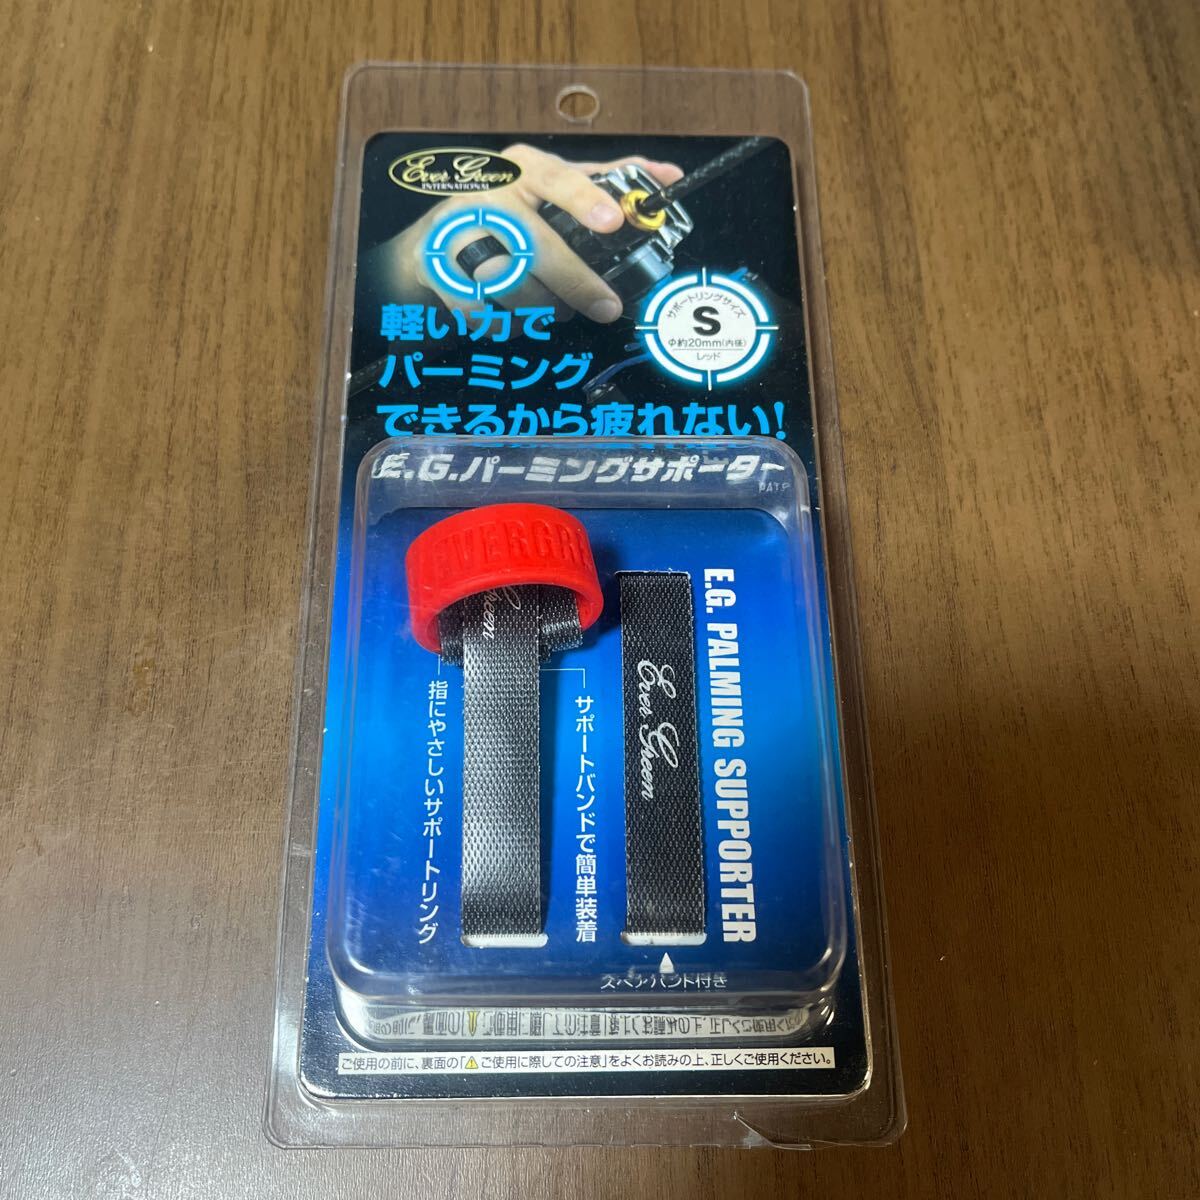 Ever Green
INTERNATIONAL
サポートリングサイズ
S
Φ約20mm(内径)
レッド
軽い力で
パーミング
できるから疲れない!
E.G.パーミングサポーター
PAT.P
EVERGRE
Green
Ever Green
E.G. PALMING SUPPORTER
サポートバンドで簡単装着
指にやさしいサポートリング
スペアバンド付き
ご使用の前に、裏面の「⚠ご使用に際しての注意」をよくお読みの上、正しくご使用ください。